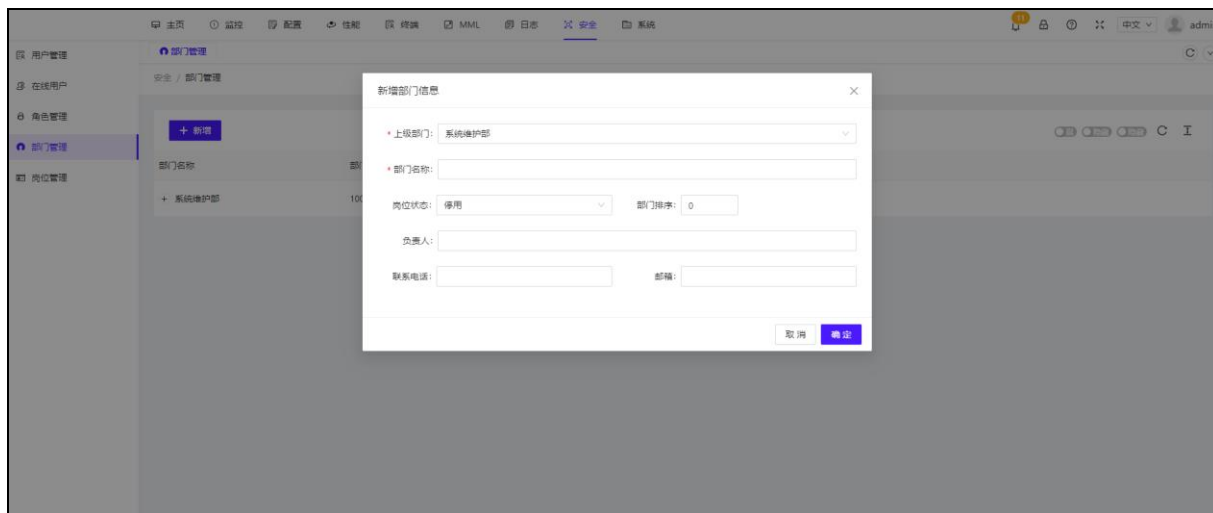 主页 监控 配置 性能 终端 MML 日志 安全 系统 11 中文 admi
用户管理 部门管理
在线用户 安全 / 部门管理
角色管理
部门管理
岗位管理
+ 新增
部门名称 部
+ 系统维护部 100
新增部门信息
* 上级部门: 系统维护部
* 部门名称:
岗位状态: 停用 部门排序: 0
负责人:
联系电话: 邮箱:
取消 确定